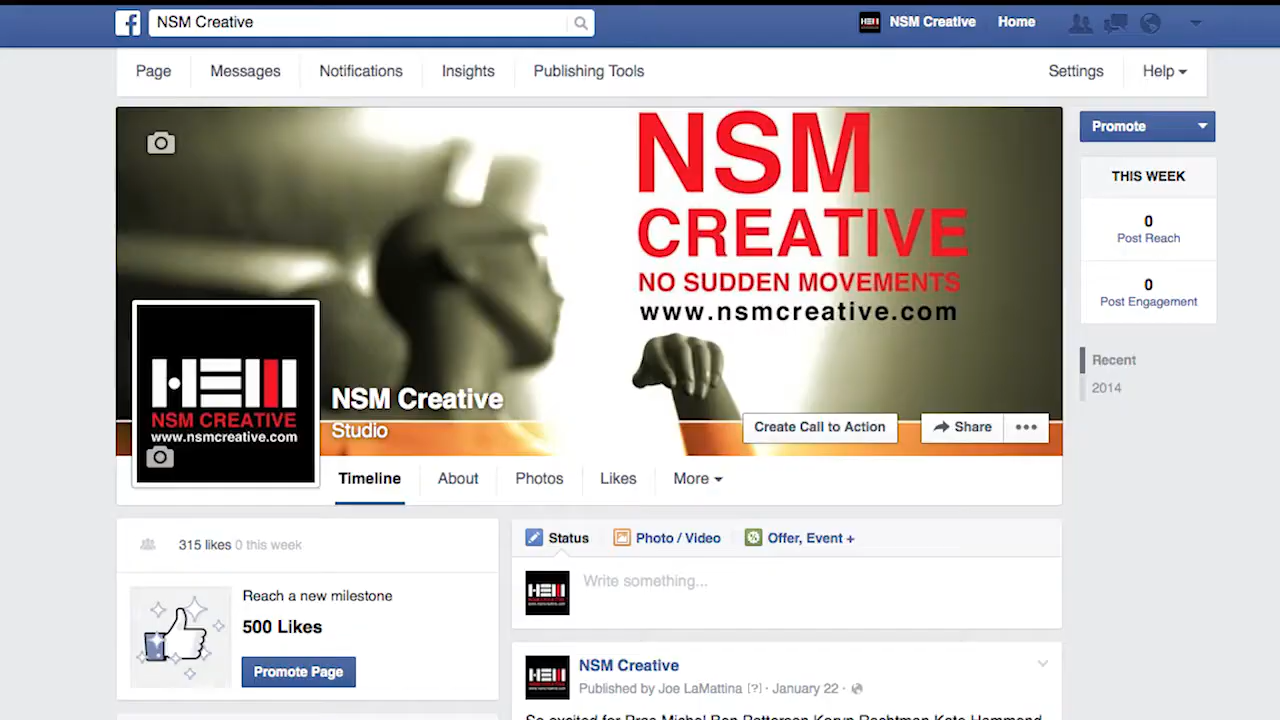 NSM Creative
NSM Creative Home
Page Messages Notifications Insights Publishing Tools Settings Help
NSM
CREATIVE
NO SUDDEN MOVEMENTS
www.nsmcreative.com
Promote
THIS WEEK
0
Post Reach
0
Post Engagement
Recent
2014
NSM CREATIVE
www.nsmcreative.com
NSM Creative
Studio
Create Call to Action Share
Timeline About Photos Likes More
315 likes 0 this week
Reach a new milestone
500 Likes
Promote Page
Status Photo / Video Offer, Event +
Write something...
NSM Creative
Published by Joe LaMattina [?] · January 22 ·